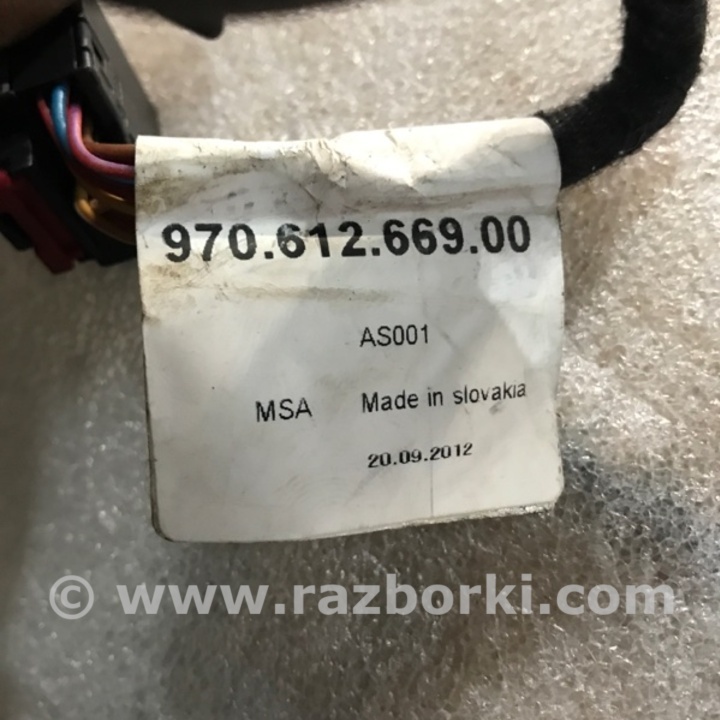 970.612.669.00
AS001
MSA Made in slovakia
20.09.2012
© www.razborki.com